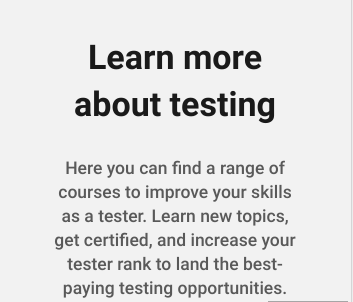 Learn more
about testing
Here you can find a range of
courses to improve your skills
as a tester. Learn new topics,
get certified, and increase your
tester rank to land the best-
paying testing opportunities.